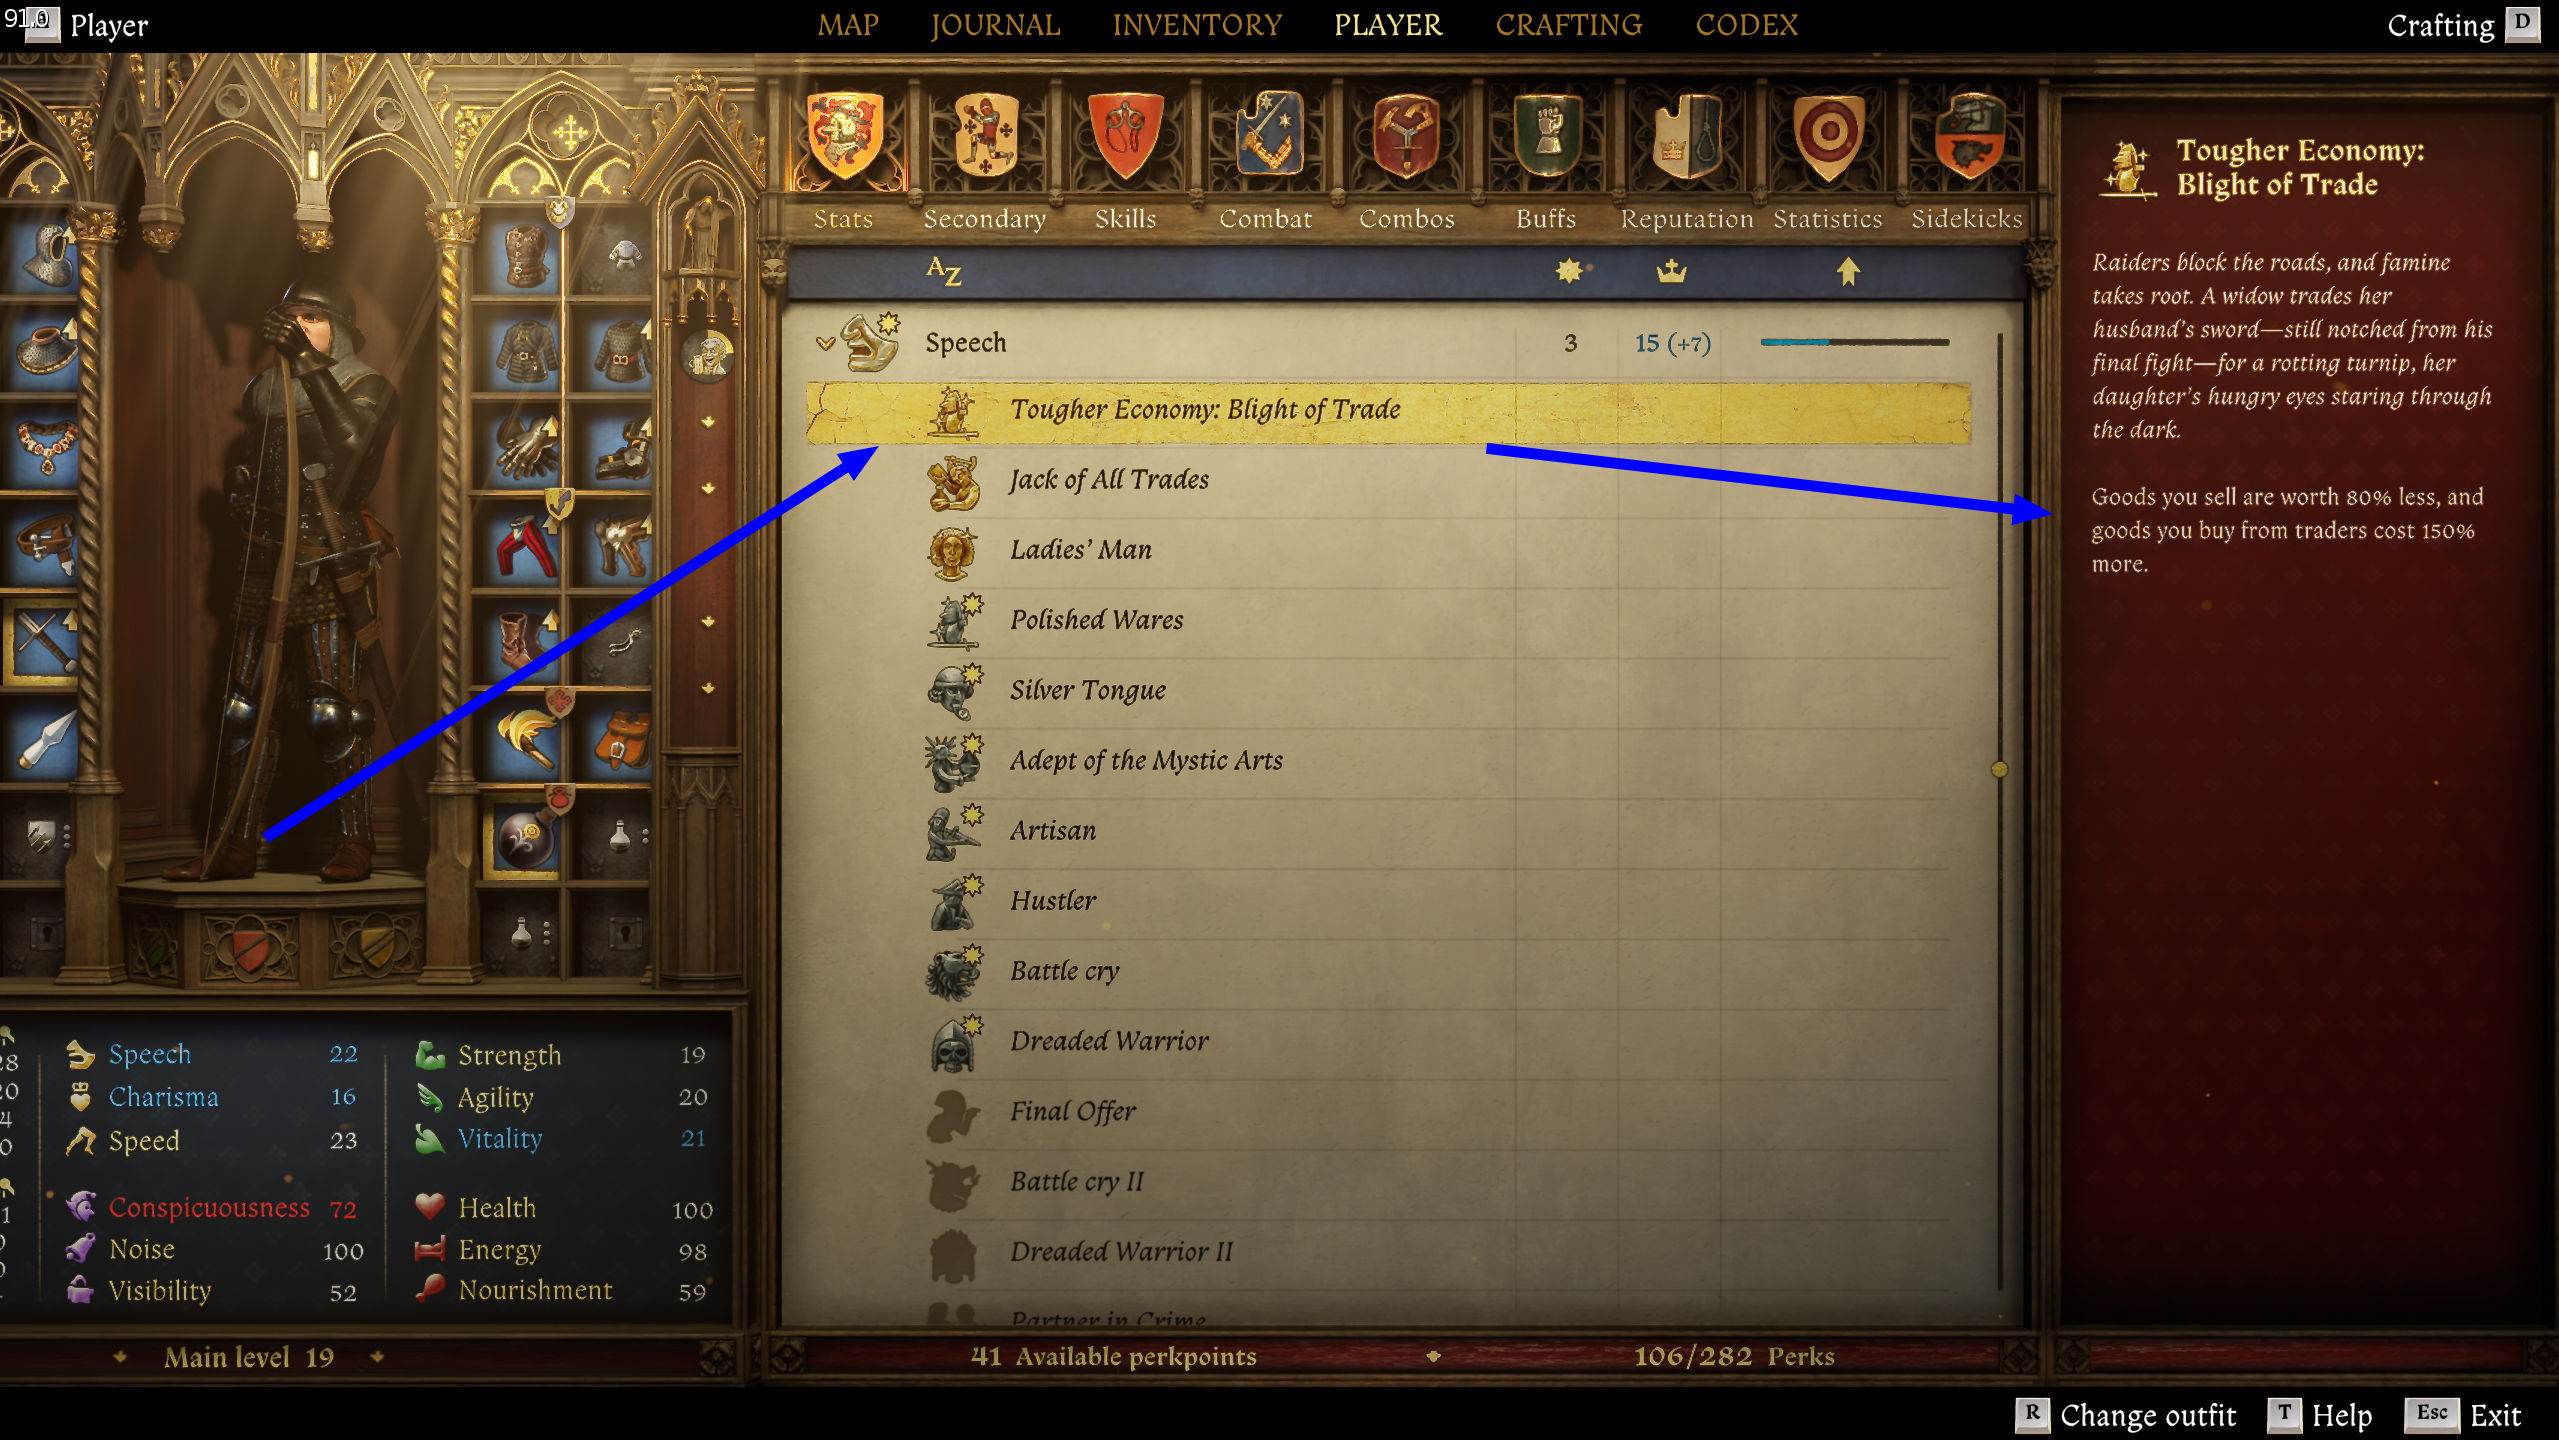 91.0
Player
MAP JOURNAL INVENTORY PLAYER CRAFTING CODEX
Crafting D
Stats Secondary Skills Combat Combos Buffs Reputation Statistics Sidekicks
AZ
Speech 3 15 (+7)
Tougher Economy: Blight of Trade
Jack of All Trades
Ladies' Man
Polished Wares
Silver Tongue
Adept of the Mystic Arts
Artisan
Hustler
Battle cry
Dreaded Warrior
Final Offer
Battle cry II
Dreaded Warrior II
Partner in Crime
Tougher Economy:
Blight of Trade
Raiders block the roads, and famine
takes root. A widow trades her
husband's sword—still notched from his
final fight—for a rotting turnip, her
daughter's hungry eyes staring through
the dark.
Goods you sell are worth 80% less, and
goods you buy from traders cost 150%
more.
Speech 22 Strength 19
Charisma 16 Agility 20
Speed 23 Vitality 21
Conspicuousness 72 Health 100
Noise 100 Energy 98
Visibility 52 Nourishment 59
Main level 19
41 Available perkpoints
106/282 Perks
R Change outfit T Help Esc Exit